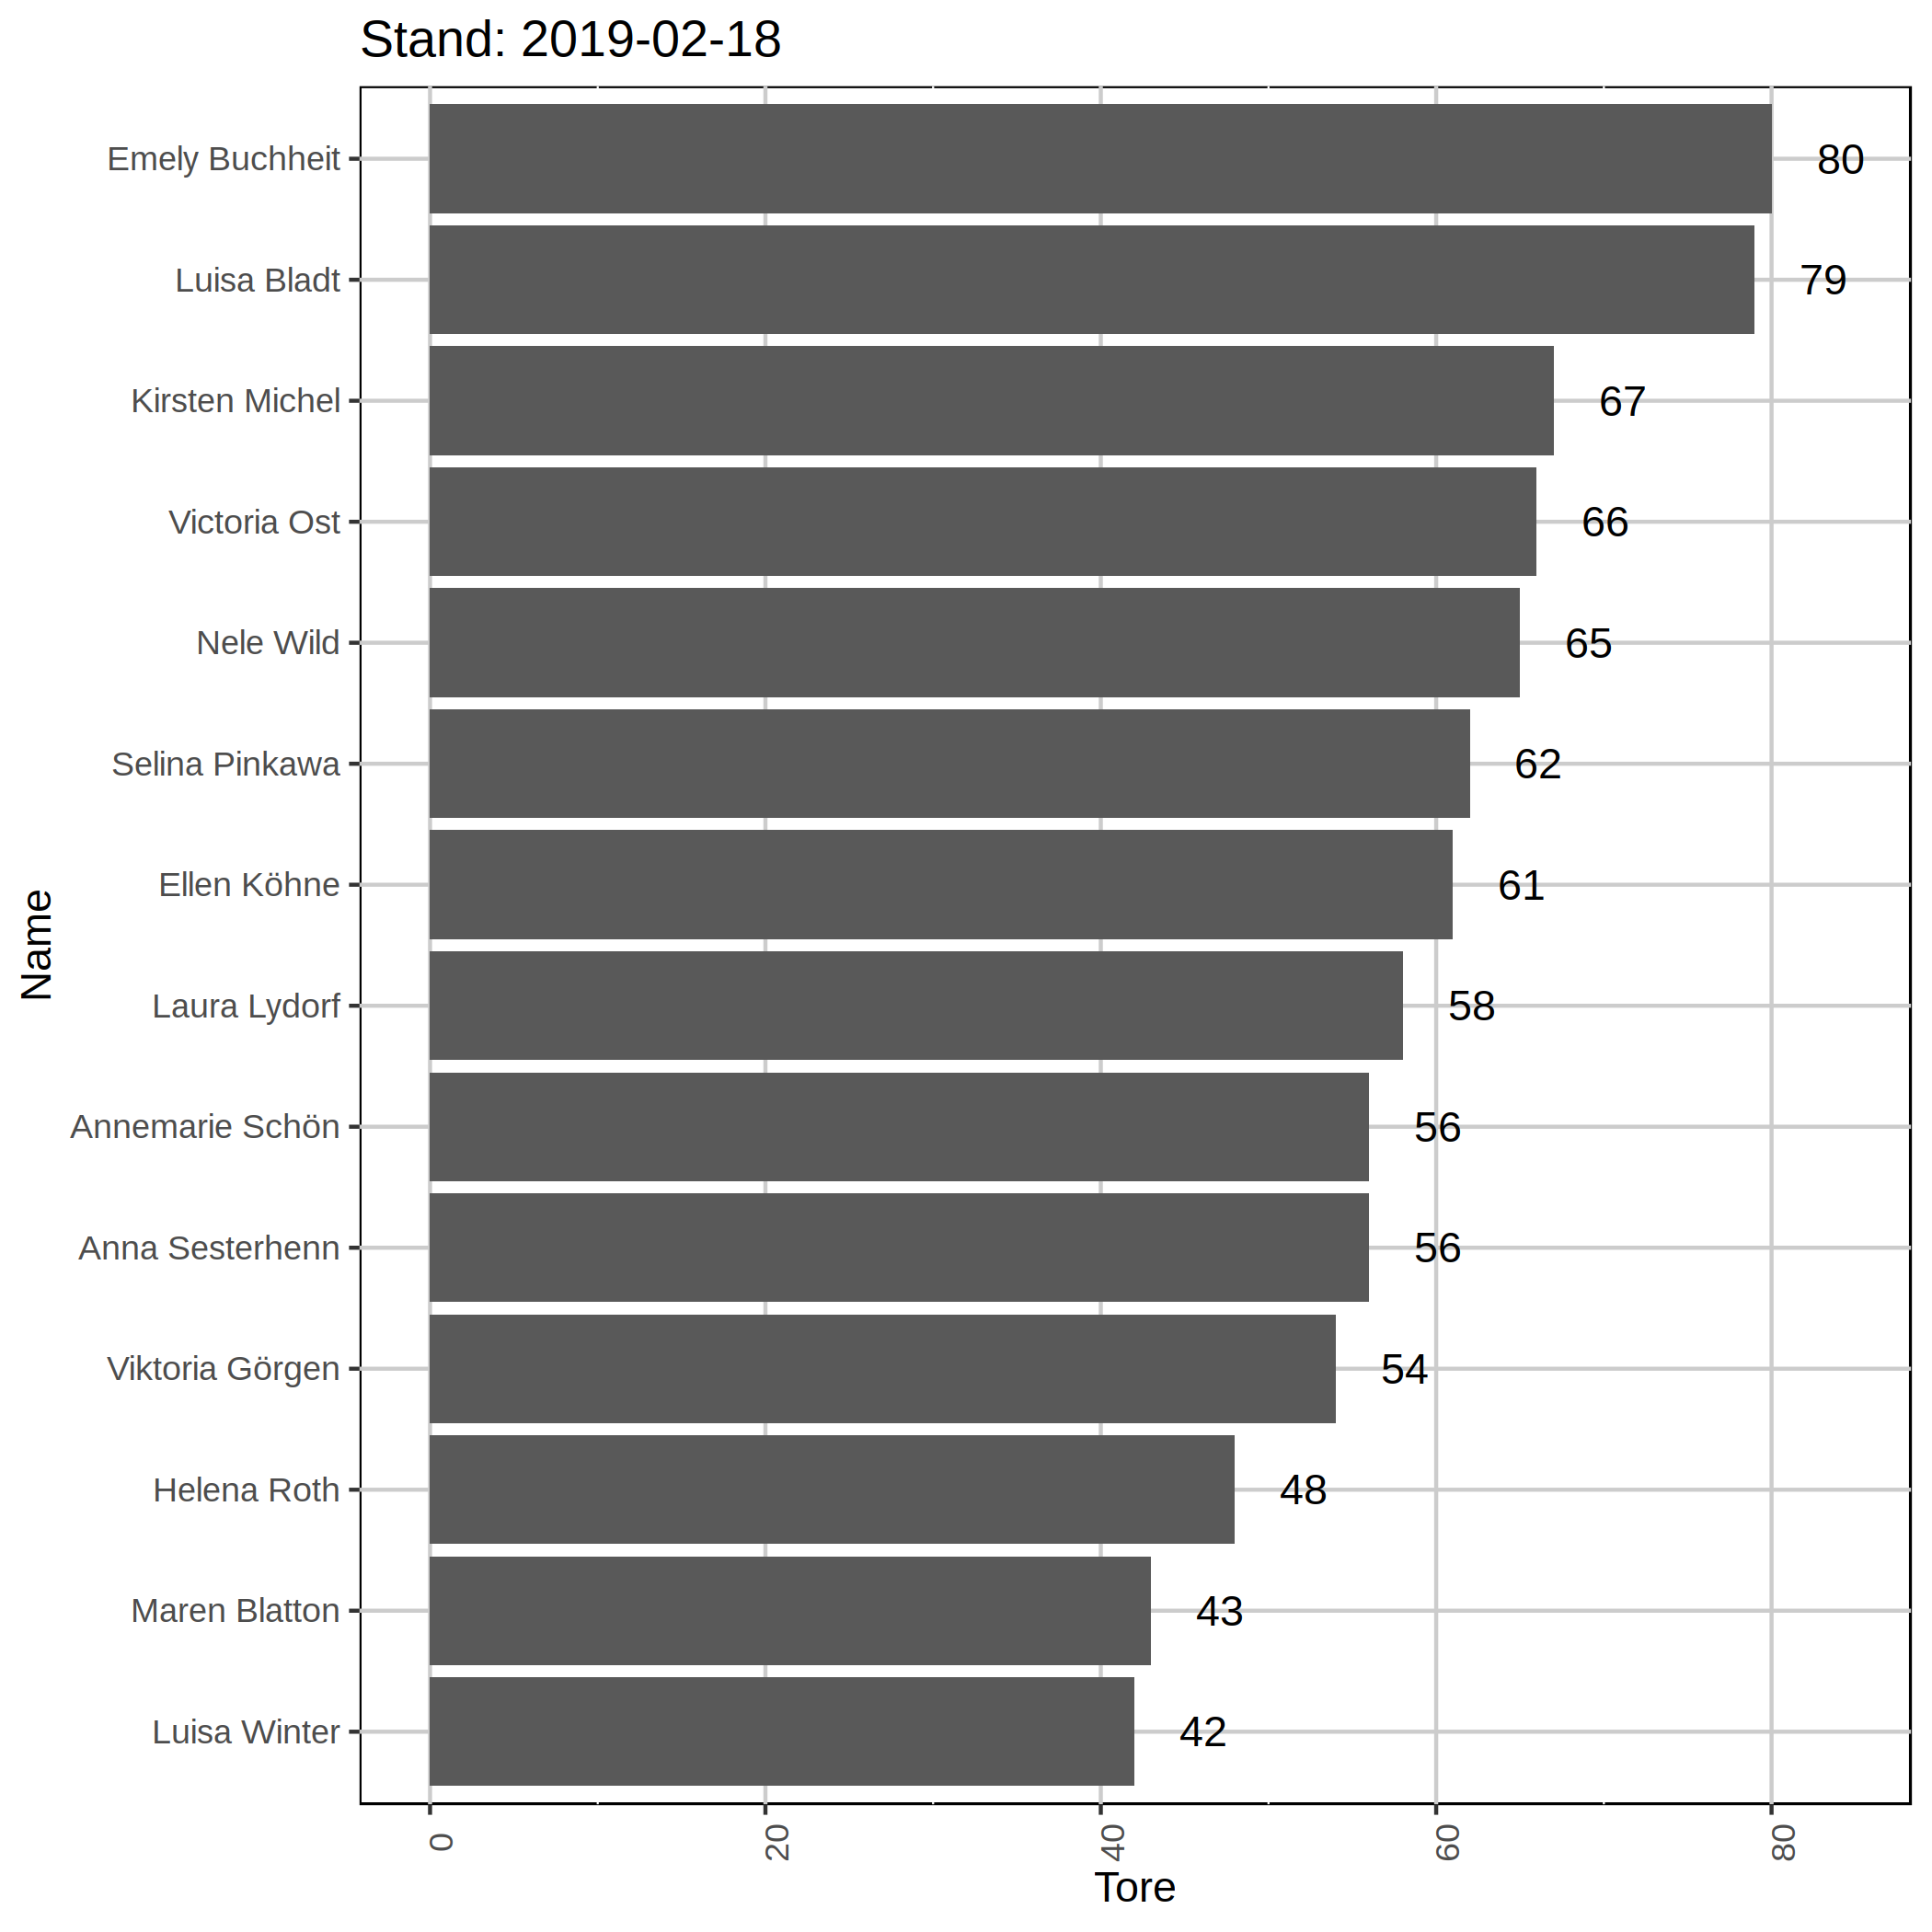 Stand: 2019-02-18
Emely Buchheit 80
Luisa Bladt 79
Kirsten Michel 67
Victoria Ost 66
Nele Wild 65
Selina Pinkawa 62
Ellen Köhne 61
Laura Lydorf 58
Annemarie Schön 56
Anna Sesterhenn 56
Viktoria Görgen 54
Helena Roth 48
Maren Blatton 43
Luisa Winter 42
Name
0 20 40 60 80
Tore